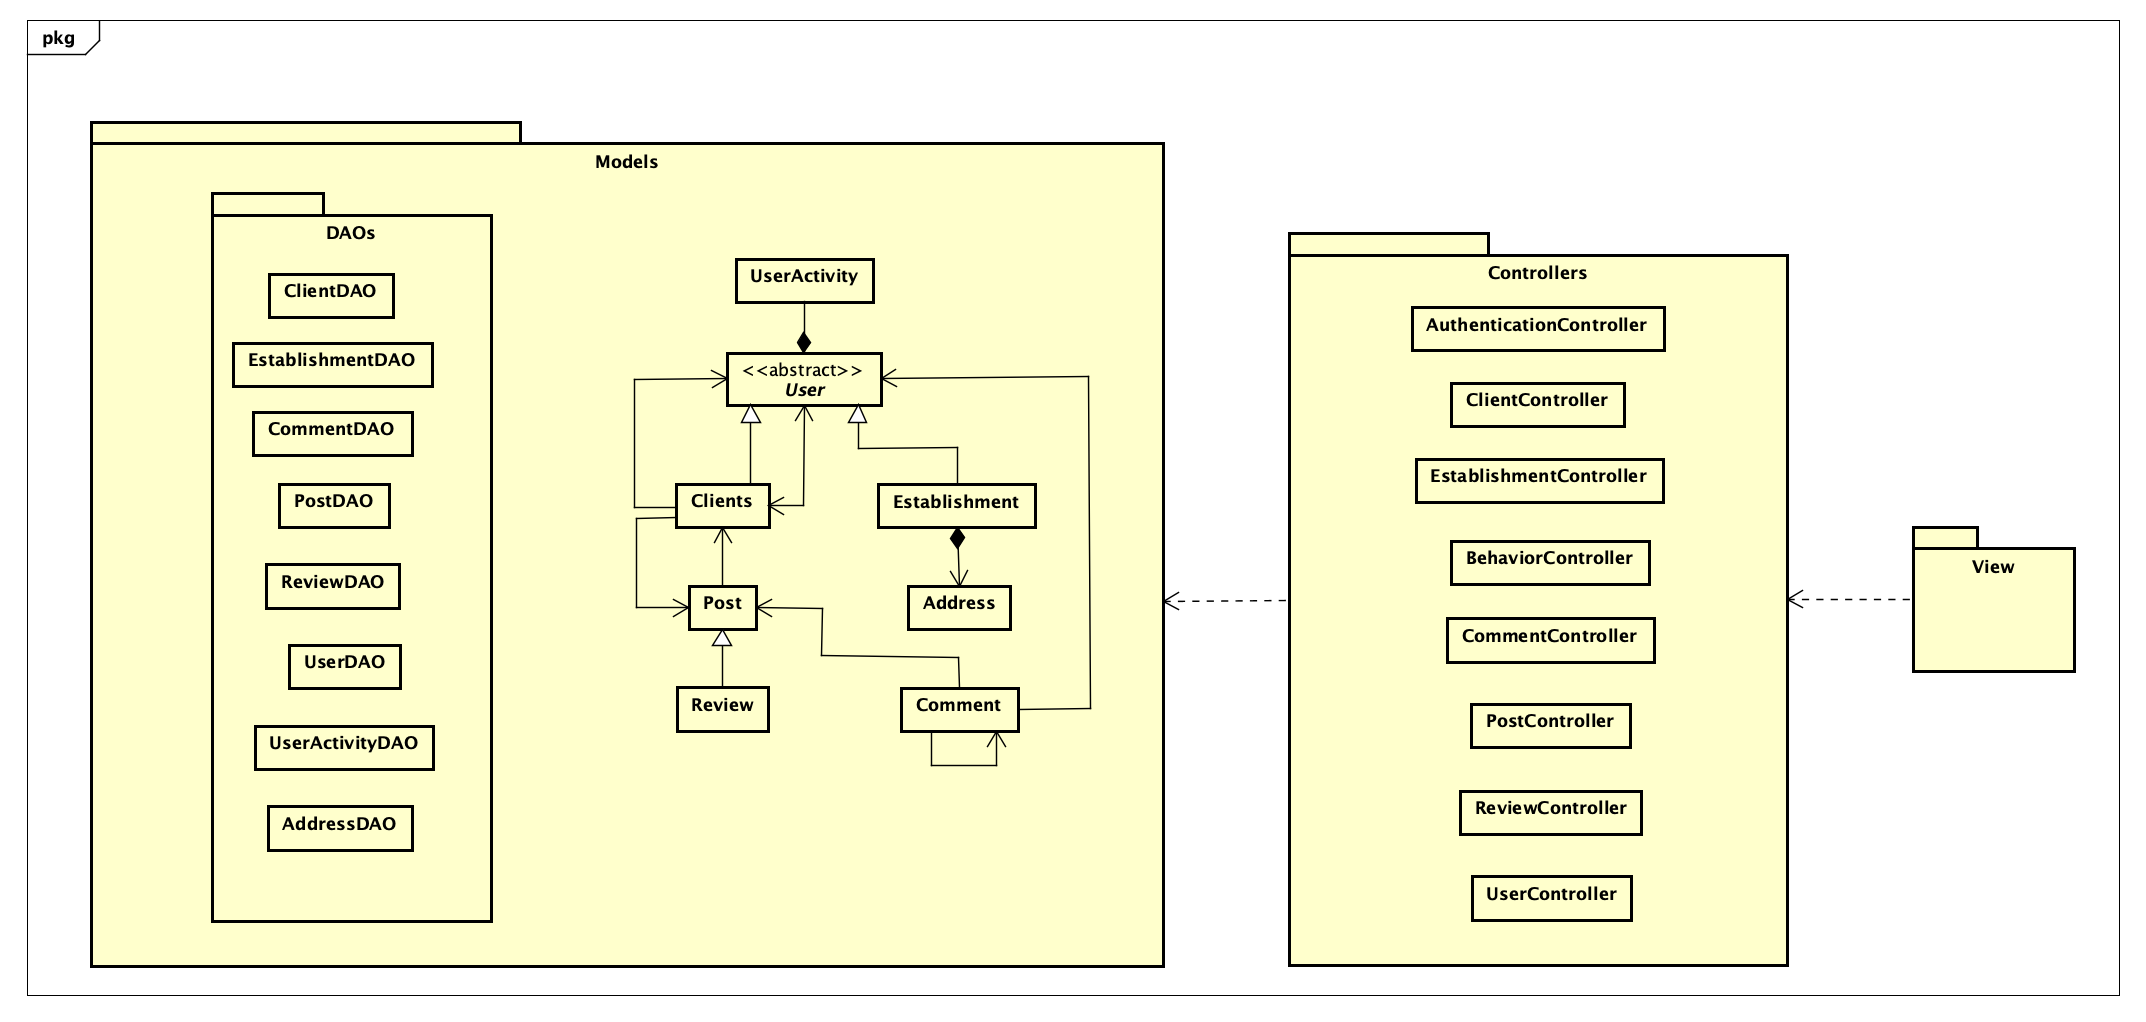 pkg
Models
DAOs
ClientDAO
EstablishmentDAO
CommentDAO
PostDAO
ReviewDAO
UserDAO
UserActivityDAO
AddressDAO
UserActivity
<<abstract>>
User
Clients
Establishment
Post
Address
Review
Comment
Controllers
AuthenticationController
ClientController
EstablishmentController
BehaviorController
CommentController
PostController
ReviewController
UserController
View